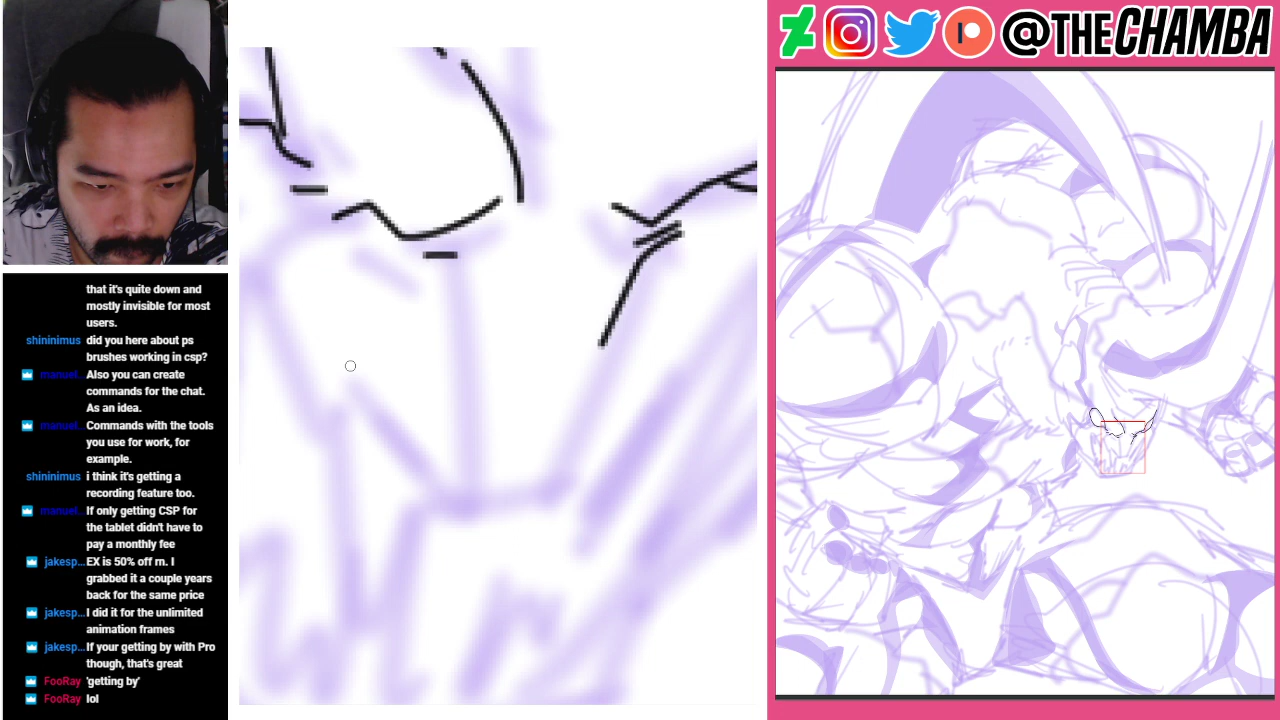 @THECHAMBA
that it's quite down and
mostly invisible for most
users.
shininimus did you here about ps
brushes working in csp?
manuel... Also you can create
commands for the chat.
As an idea.
manuel... Commands with the tools
you use for work, for
example.
shininimus i think it's getting a
recording feature too.
manuel... If only getting CSP for
the tablet didn't have to
pay a monthly fee
jakesp... EX is 50% off rn. I
grabbed it a couple years
back for the same price
jakesp... I did it for the unlimited
animation frames
jakesp... If your getting by with Pro
though, that's great
FooRay 'getting by'
FooRay lol